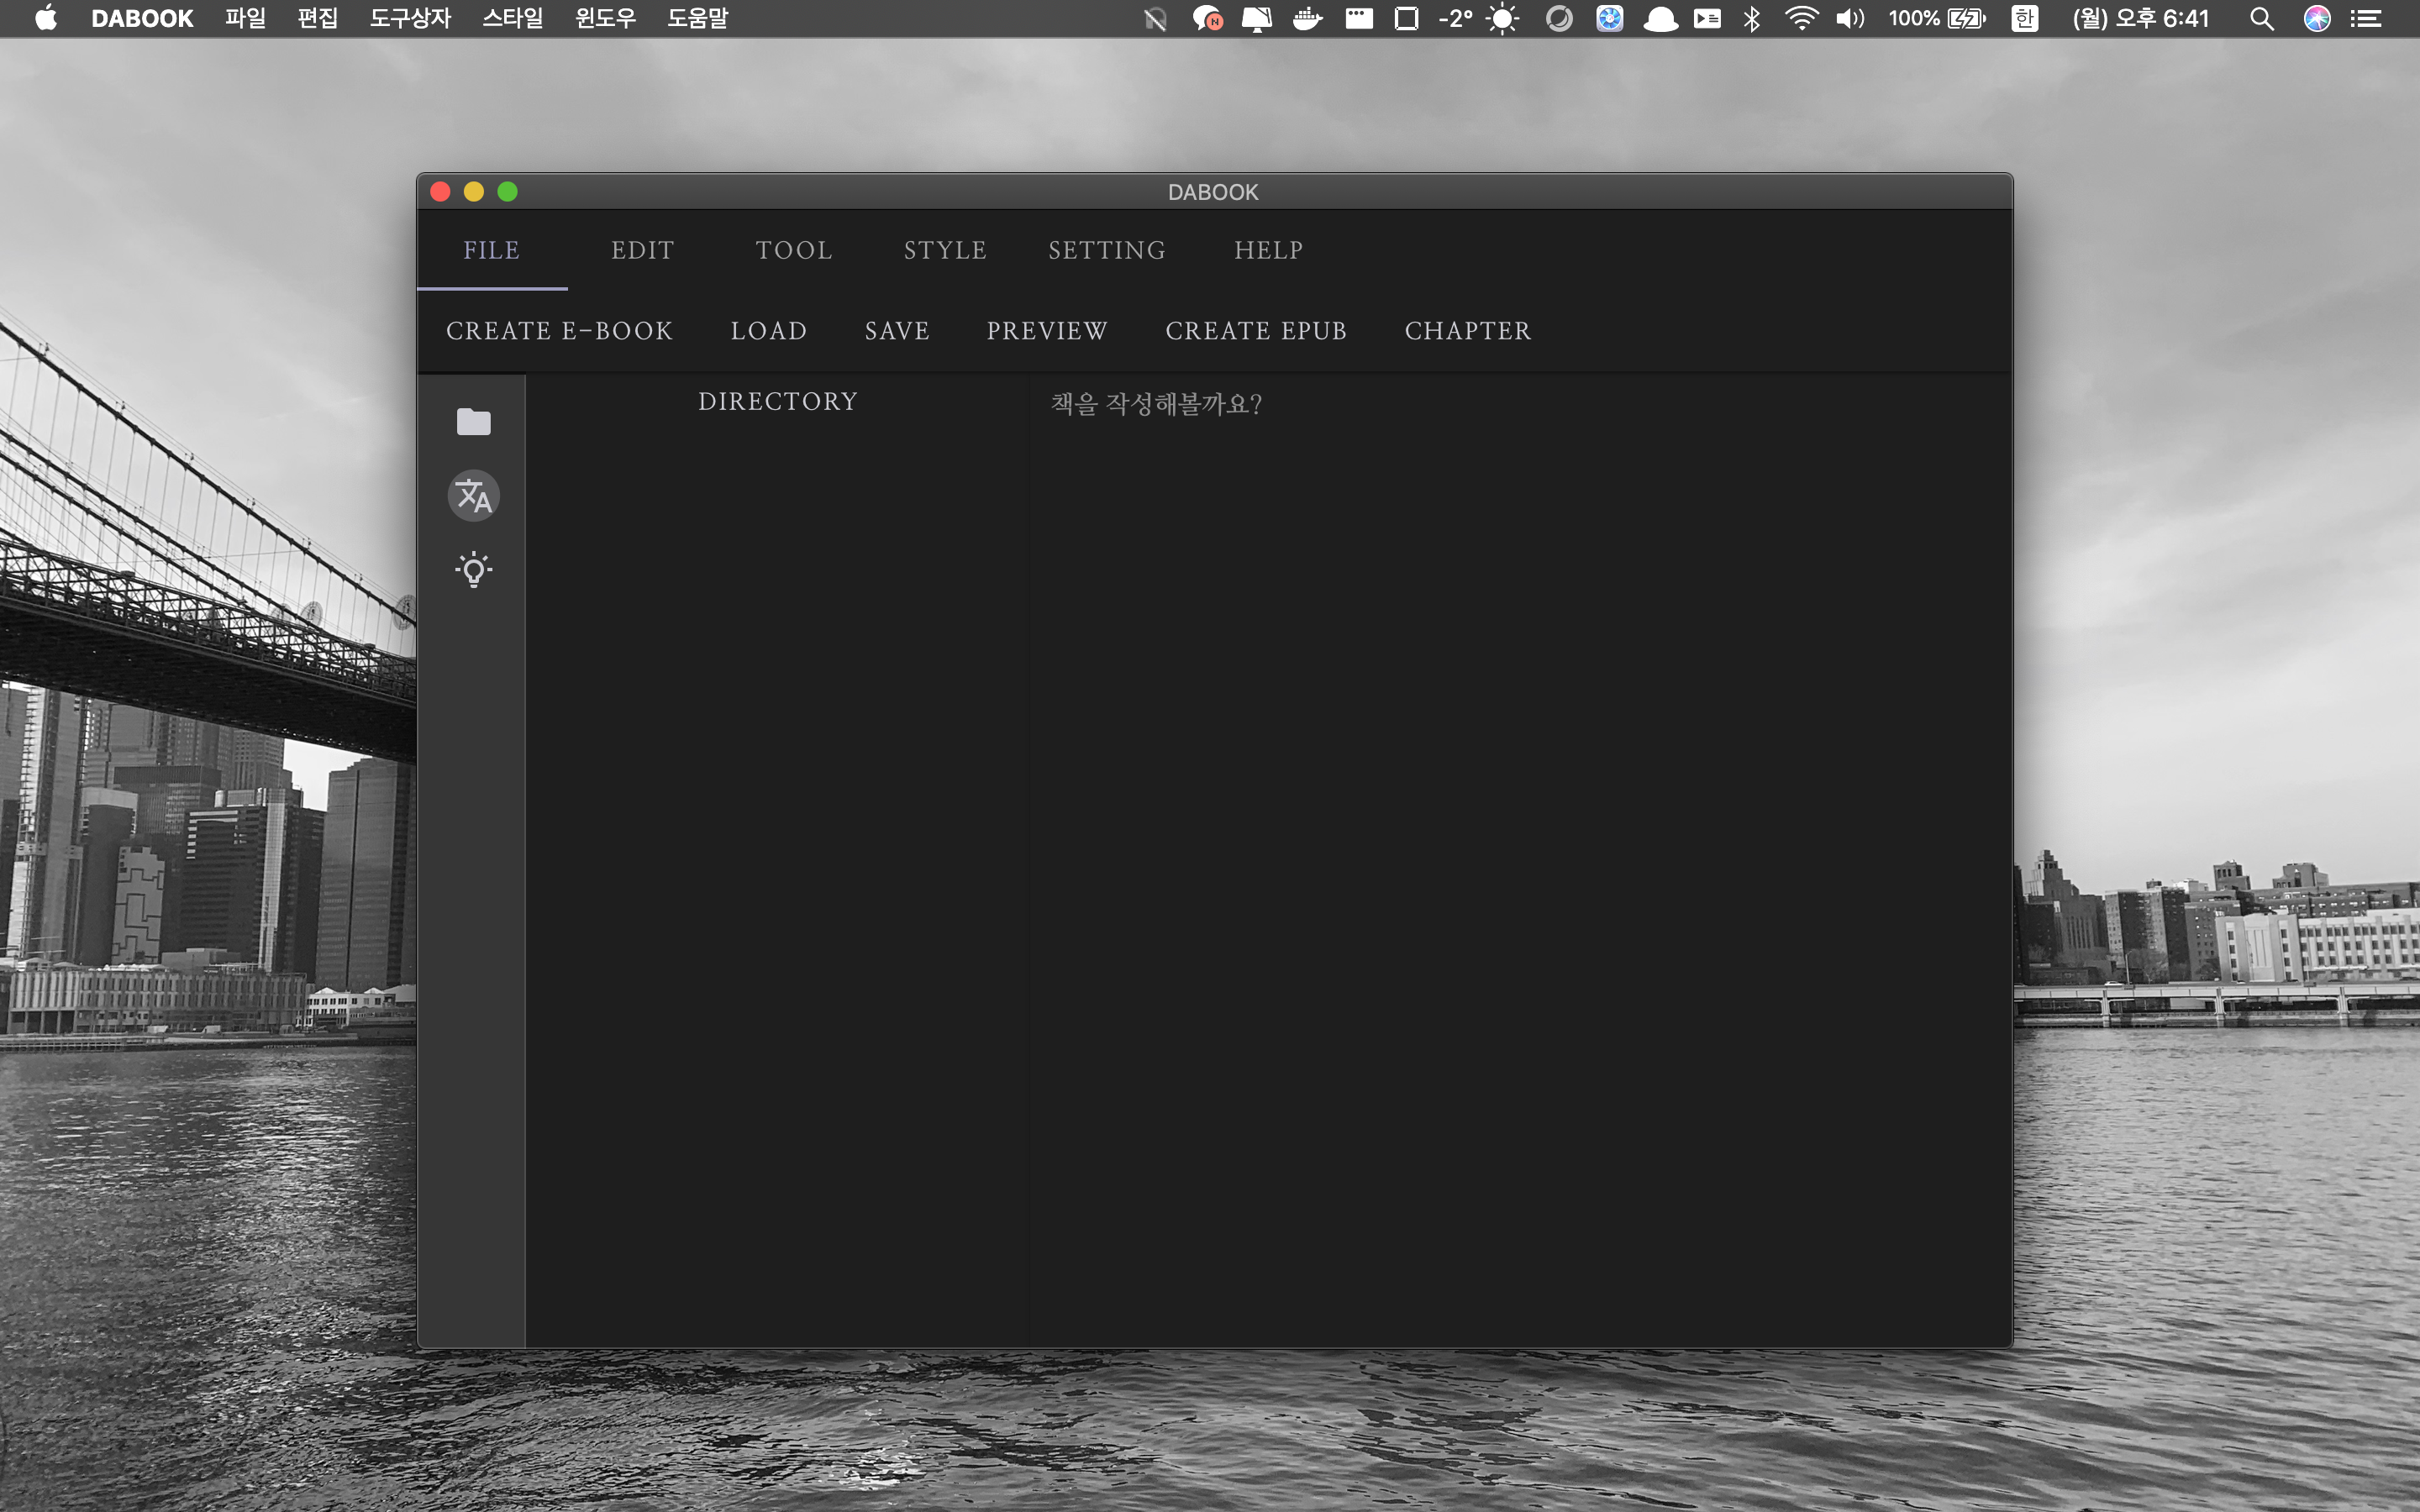 DABOOK 파일 편집 도구상자 스타일 윈도우 도움말 -2° 100% 한 (월) 오후 6:41
DABOOK
FILE EDIT TOOL STYLE SETTING HELP
CREATE E-BOOK LOAD SAVE PREVIEW CREATE EPUB CHAPTER
DIRECTORY 책을 작성해볼까요?